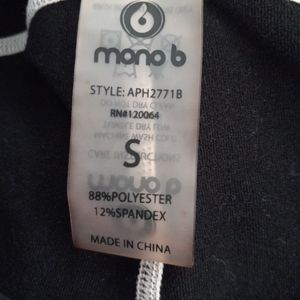 mono b
STYLE: APH2771B
RN#120064
S
88%POLYESTER
12%SPANDEX
MADE IN CHINA